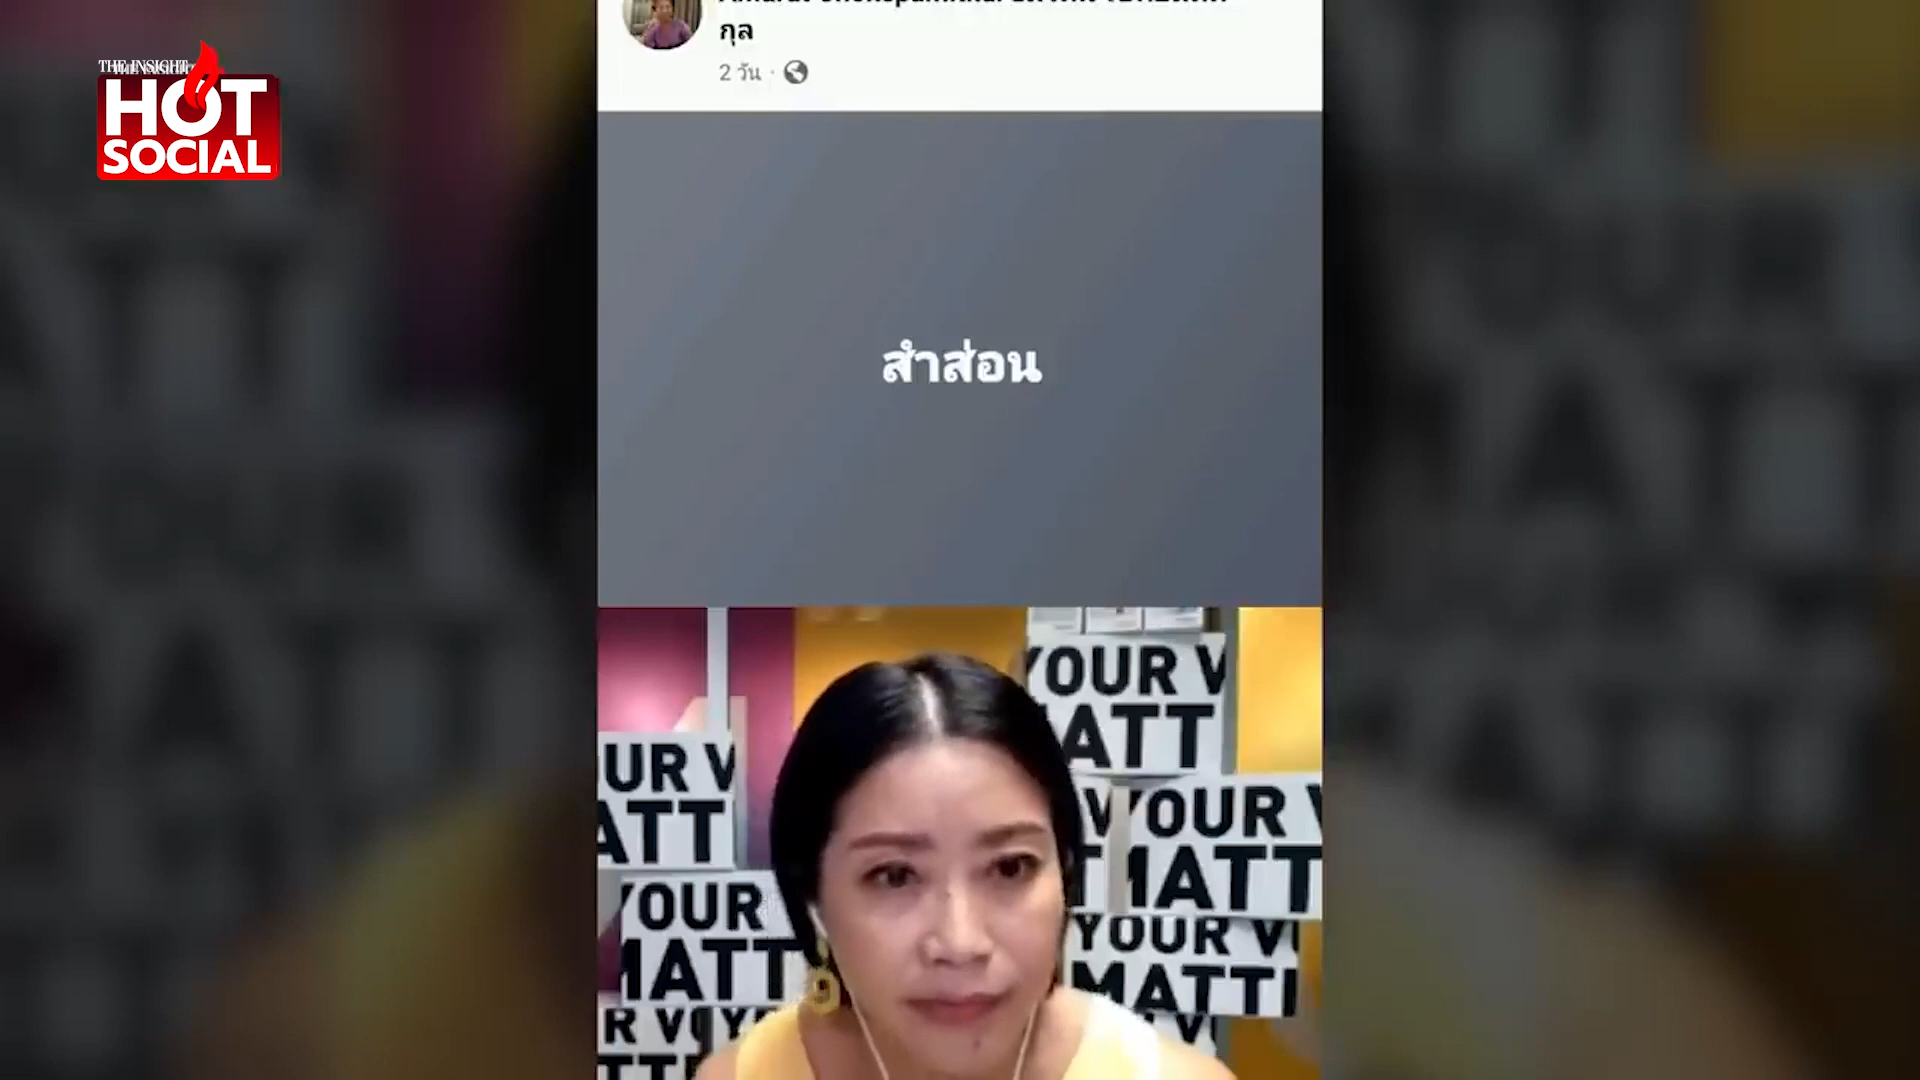 THE INSIGHT
HOT
SOCIAL
กุล
2 วัน
สำส่อน
YOUR V
MATT
UR V
ATT
YOUR
MATT
YOUR
MATT
YOUR V
MATT
R V